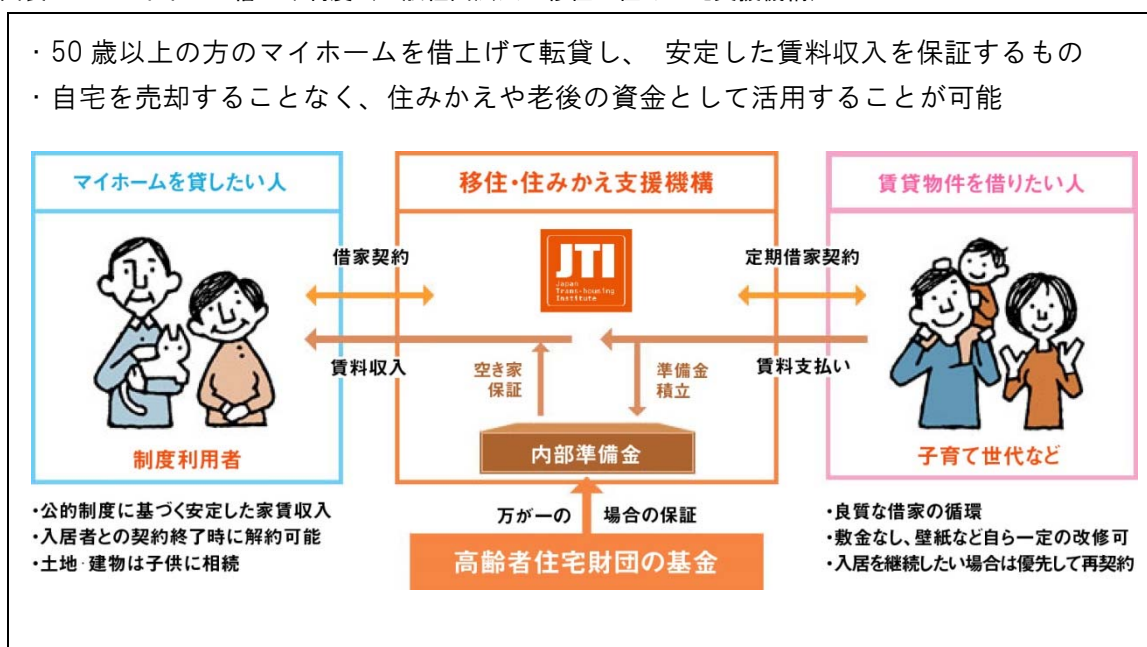 ・50 歳以上の方のマイホームを借上げて転貸し、 安定した賃料収入を保証するもの
・自宅を売却することなく、住みかえや老後の資金として活用することが可能
マイホームを貸したい人
移住・住みかえ支援機構
賃貸物件を借りたい人
借家契約
JTI
Japan
Trans-housing
Institute
定期借家契約
賃料収入
空き家
保証
準備金
積立
賃料支払い
内部準備金
制度利用者
子育て世代など
・公的制度に基づく安定した家賃収入
・入居者との契約終了時に解約可能
・土地・建物は子供に相続
万が一の 場合の保証
高齢者住宅財団の基金
・良質な借家の循環
・敷金なし、壁紙など自ら一定の改修可
・入居を継続したい場合は優先して再契約